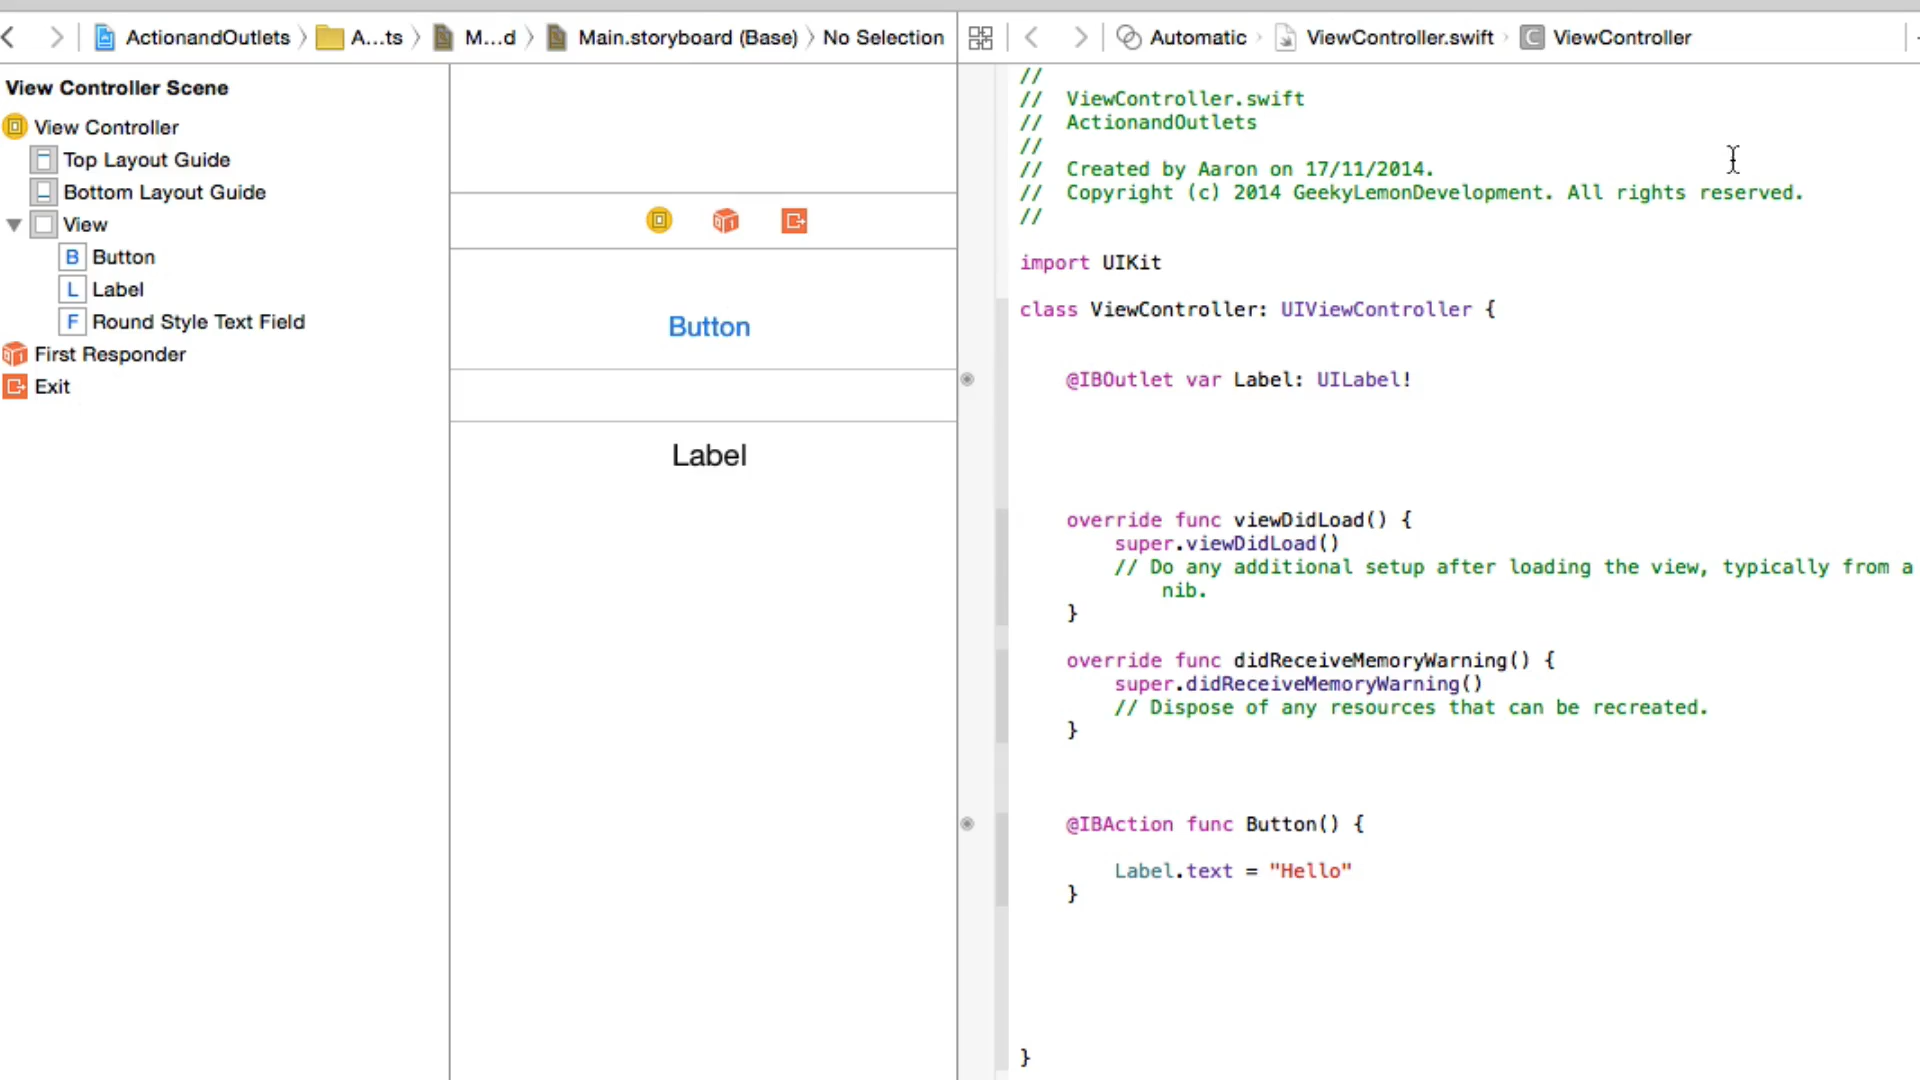 ActionandOutlets A...ts M...d Main.storyboard (Base) No Selection
Automatic ViewController.swift C ViewController
View Controller Scene
View Controller
Top Layout Guide
Bottom Layout Guide
View
B Button
L Label
F Round Style Text Field
First Responder
Exit
Button
Label
//
// ViewController.swift
// ActionandOutlets
//
// Created by Aaron on 17/11/2014.
// Copyright (c) 2014 GeekyLemonDevelopment. All rights reserved.
//
import UIKit
class ViewController: UIViewController {
@IBOutlet var Label: UILabel!
override func viewDidLoad() {
super.viewDidLoad()
// Do any additional setup after loading the view, typically from a
nib.
}
override func didReceiveMemoryWarning() {
super.didReceiveMemoryWarning()
// Dispose of any resources that can be recreated.
}
@IBAction func Button() {
Label.text = "Hello"
}
}